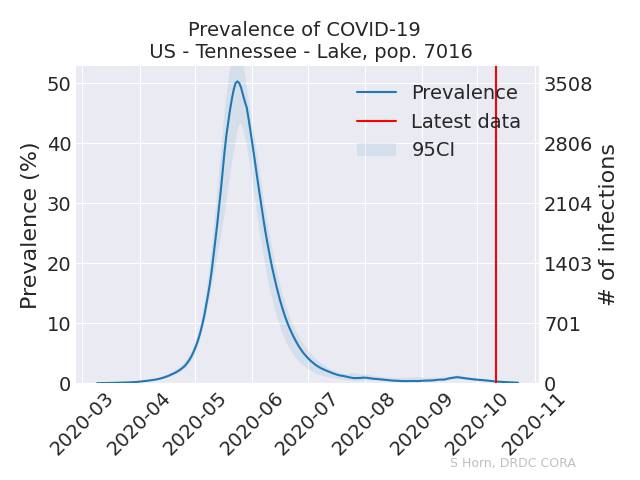 Prevalence of COVID-19
US - Tennessee - Lake, pop. 7016
Prevalence (%)
50
40
30
20
10
0
3508
2806
2104
1403
701
0
# of infections
Prevalence
Latest data
95CI
2020-03
2020-04
2020-05
2020-06
2020-07
2020-08
2020-09
2020-10
2020-11
S Horn, DRDC CORA